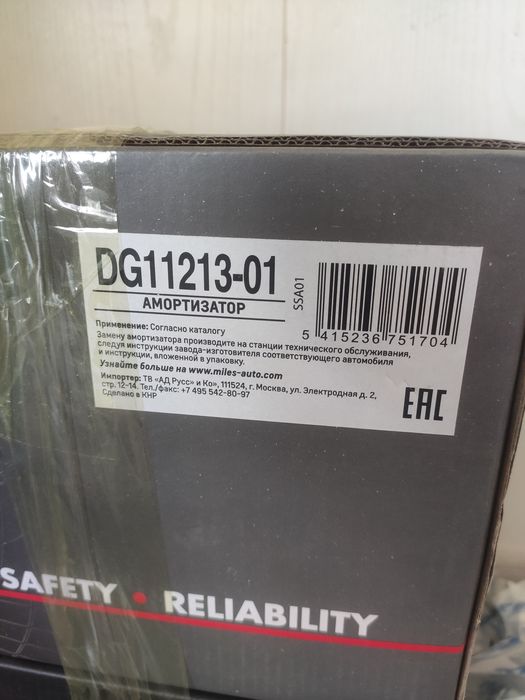 DG11213-01
АМОРТИЗАТОР
SSA01
5 415236 751704
Применение: Согласно каталогу
Замену амортизатора производите на станции технического обслуживания,
следуя инструкции завода-изготовителя соответствующего автомобиля
и инструкции, вложенной в упаковку.
Узнайте больше на www.miles-auto.com
Импортер: ТВ «АД Русс» и Ко», 111524, г. Москва, ул. Электродная д. 2,
стр. 12-14. Тел./факс: +7 495 542-80-97
Сделано в КНР
EAC
SAFETY • RELIABILITY